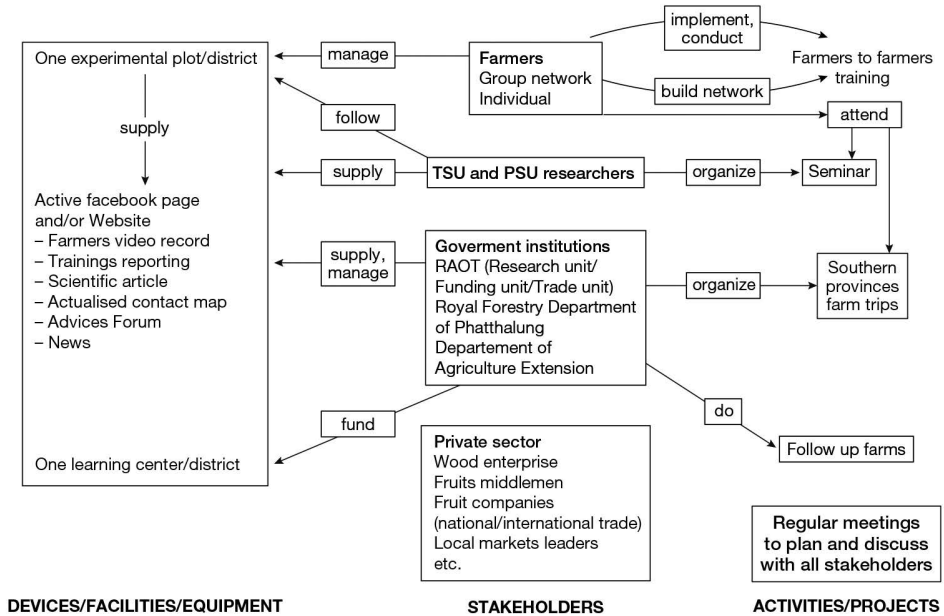 One experimental plot/district
supply
Active facebook page
and/or Website
– Farmers video record
– Trainings reporting
– Scientific article
– Actualised contact map
– Advices Forum
– News
One learning center/district
manage
follow
supply
supply,
manage
fund
Farmers
Group network
Individual
TSU and PSU researchers
Goverment institutions
RAOT (Research unit/
Funding unit/Trade unit)
Royal Forestry Department
of Phatthalung
Departement of
Agriculture Extension
Private sector
Wood enterprise
Fruits middlemen
Fruit companies
(national/international trade)
Local markets leaders
etc.
implement,
conduct
build network
organize
organize
do
Farmers to farmers
training
attend
Seminar
Southern
provinces
farm trips
Follow up farms
Regular meetings
to plan and discuss
with all stakeholders
DEVICES/FACILITIES/EQUIPMENT
STAKEHOLDERS
ACTIVITIES/PROJECTS